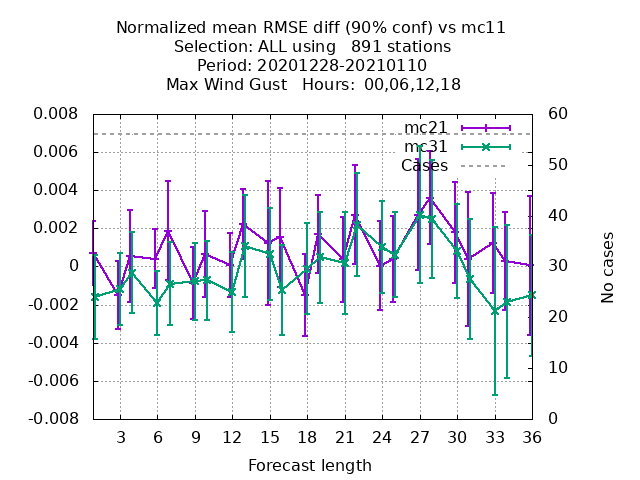 Normalized mean RMSE diff (90% conf) vs mc11
Selection: ALL using   891 stations
Period: 20201228-20210110
Max Wind Gust   Hours:  00,06,12,18
0.008
0.006
0.004
0.002
0
-0.002
-0.004
-0.006
-0.008
60
50
40
30
20
10
0
mc21
mc31
Cases
No cases
3 6 9 12 15 18 21 24 27 30 33 36
Forecast length